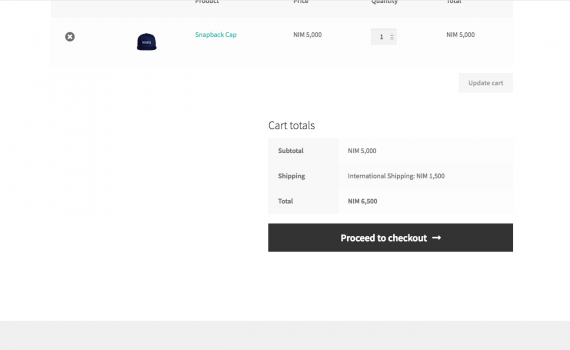 Product Price Quantity Total
Snapback Cap NIM 5,000 1 NIM 5,000
Update cart
Cart totals
Subtotal NIM 5,000
Shipping International Shipping: NIM 1,500
Total NIM 6,500
Proceed to checkout →